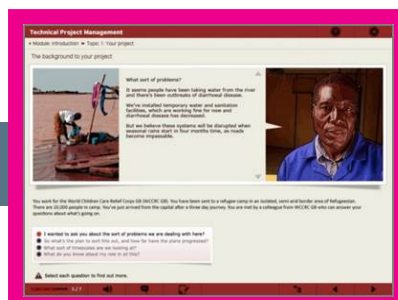 Technical Project Management
Module: Introduction ► Topic 1: Your project
The background to your project
What sort of problems?
It seems people have been taking water from the river
and there's been outbreaks of diarrhoeal disease.
We've installed temporary water and sanitation
facilities, which are working fine for now and
diarrhoeal disease has decreased.
But we believe these systems will be disrupted when
seasonal rains start in four months time, as roads
become impassable.
You work for the World Children Care Relief Corps GB (WCCRC GB). You have been sent to a refugee camp in an isolated, semi-arid border area of Refugeestan.
There are 20,000 people in camp. You've just arrived from the capital after a three day journey. You are met by a colleague from WCCRC GB who can answer your
questions about what's going on.
I wanted to ask you about the sort of problems we are dealing with here?
So what's the plan to sort this out, and how far have the plans progressed?
What sort of timescales are we looking at?
What do you know about my role in all this?
Select each question to find out more.